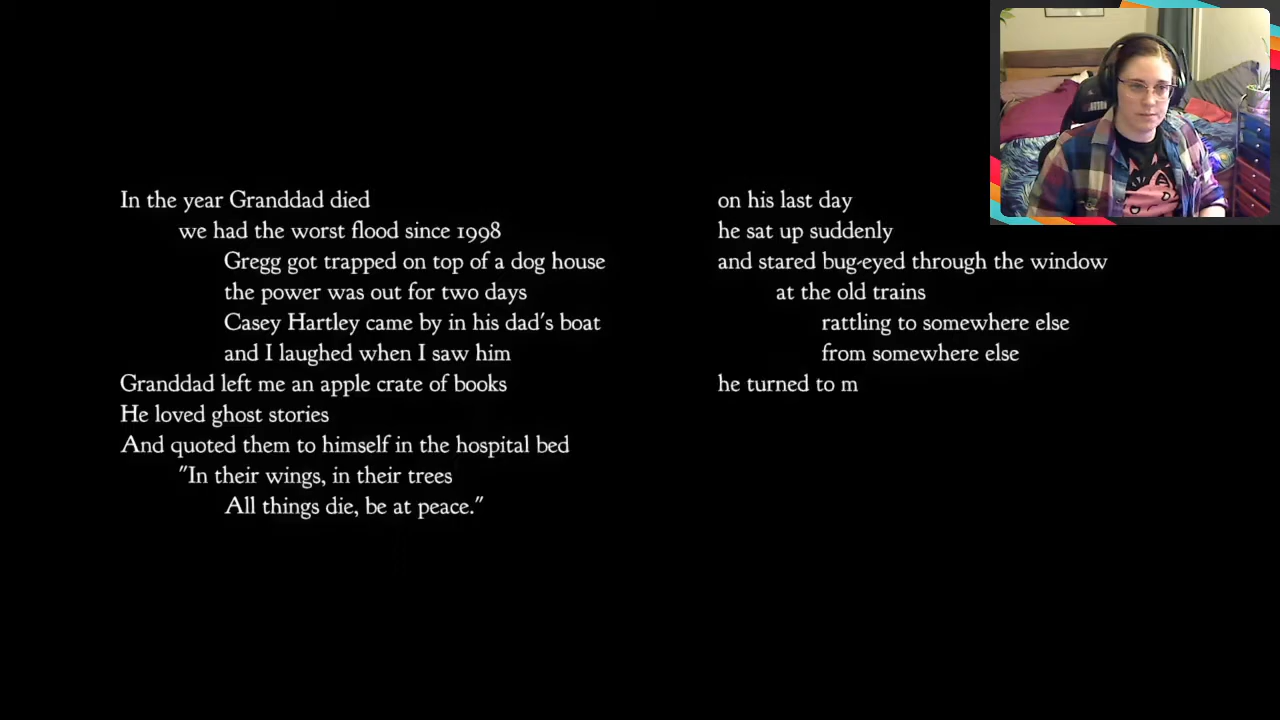 In the year Granddad died
we had the worst flood since 1998
Gregg got trapped on top of a dog house
the power was out for two days
Casey Hartley came by in his dad's boat
and I laughed when I saw him
Granddad left me an apple crate of books
He loved ghost stories
And quoted them to himself in the hospital bed
"In their wings, in their trees
All things die, be at peace."
on his last day
he sat up suddenly
and stared bug-eyed through the window
at the old trains
rattling to somewhere else
from somewhere else
he turned to m